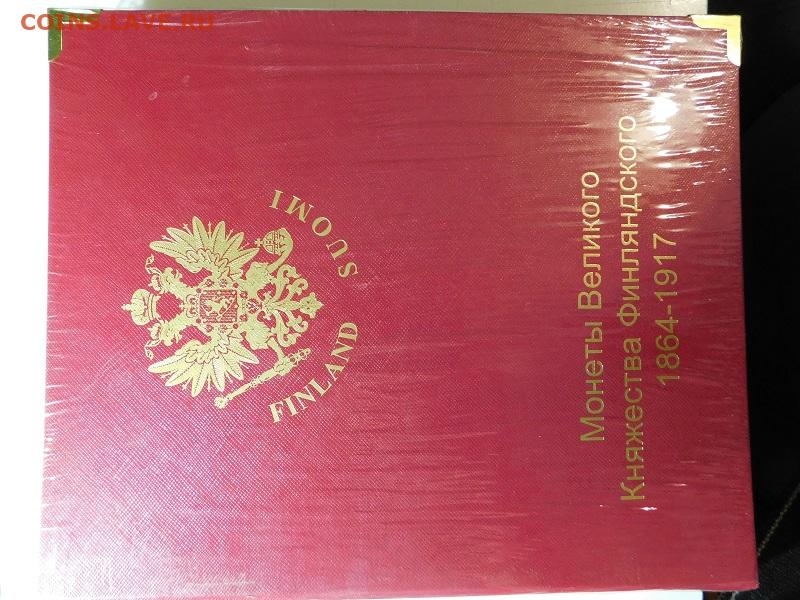 COINS.LAVE.RU
FINLAND SUOMI
Монеты Великого
Княжества Финляндского
1864-1917